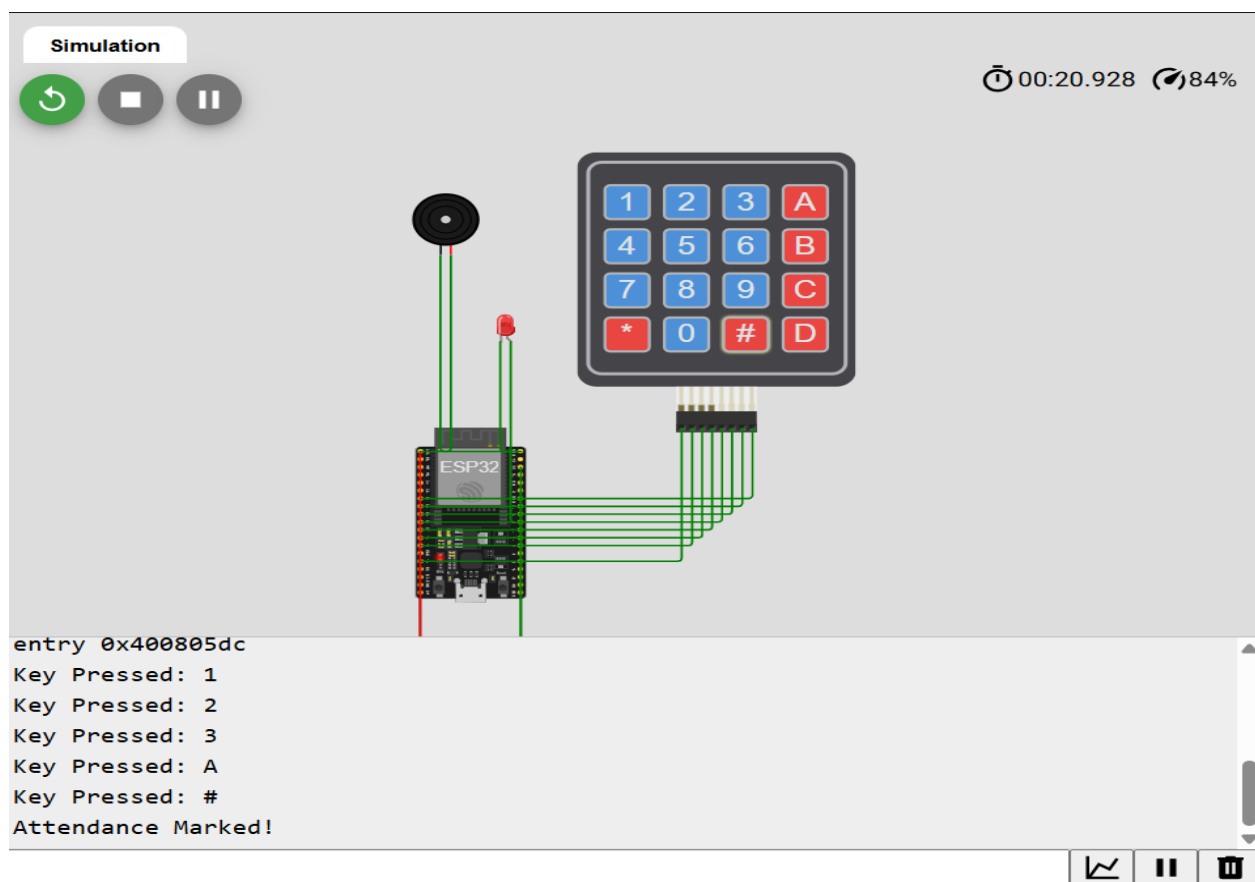 Simulation
00:20.928 84%
1 2 3 A
4 5 6 B
7 8 9 C
* 0 # D
ESP32
entry 0x400805dc
Key Pressed: 1
Key Pressed: 2
Key Pressed: 3
Key Pressed: A
Key Pressed: #
Attendance Marked!